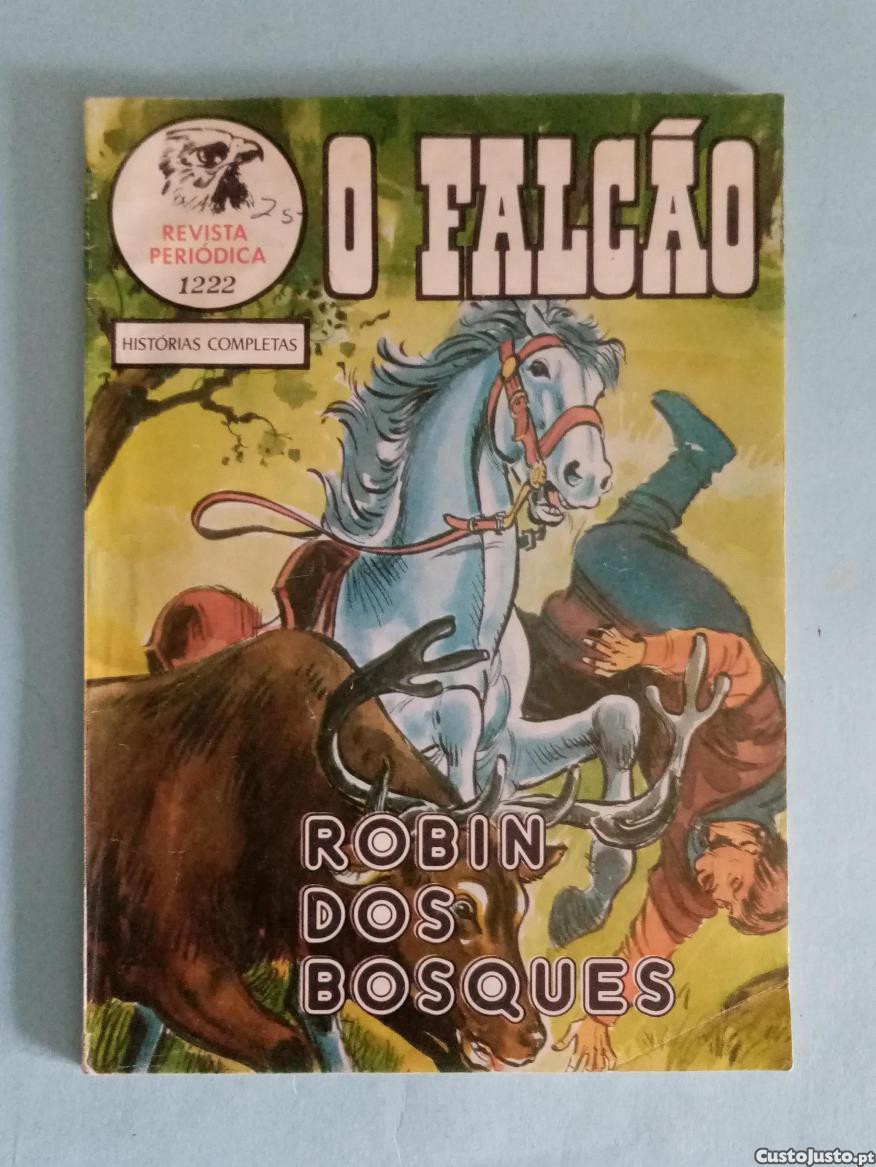 O FALCÃO
25-
REVISTA
PERIÓDICA
1222
HISTÓRIAS COMPLETAS
ROBIN
DOS
BOSQUES
CustoJusto.pt